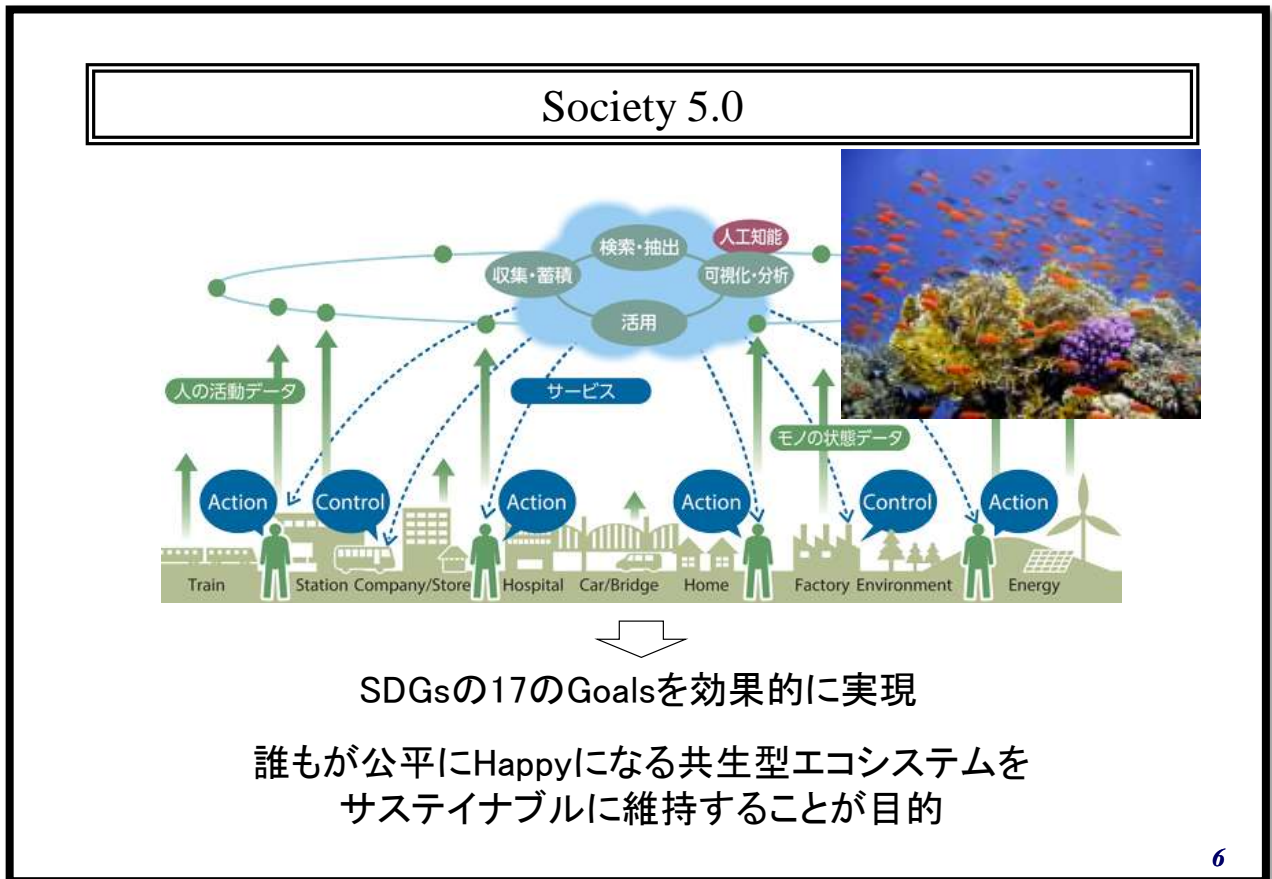 Society 5.0
検索・抽出
人工知能
収集・蓄積
可視化・分析
活用
人の活動データ
サービス
モノの状態データ
Action
Control
Action
Action
Control
Action
Train
Station
Company/Store
Hospital
Car/Bridge
Home
Factory
Environment
Energy
SDGsの17のGoalsを効果的に実現
誰もが公平にHappyになる共生型エコシステムを
サステイナブルに維持することが目的
6